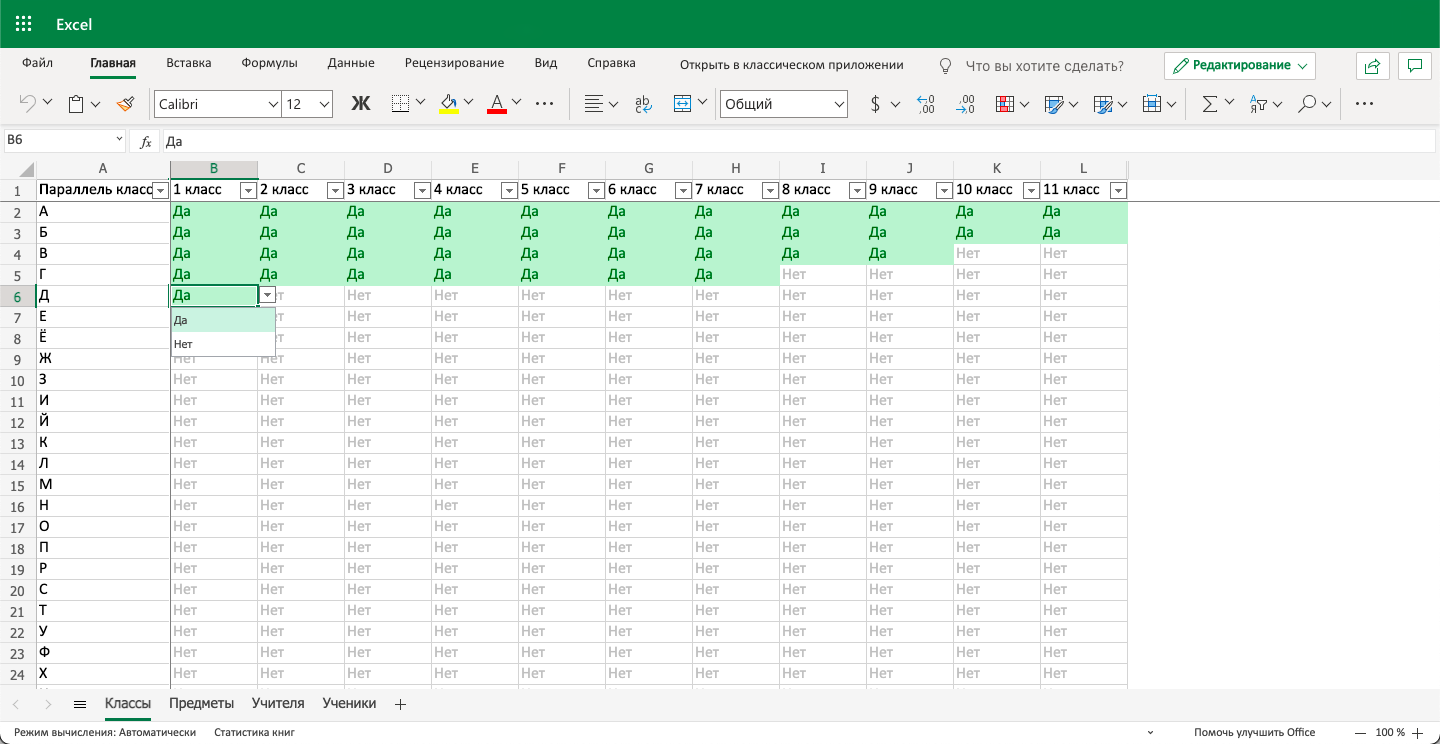 Excel
Файл Главная Вставка Формулы Данные Рецензирование Вид Справка Открыть в классическом приложении Что вы хотите сделать? Редактирование
Calibri 12 Ж А Общий $
B6 fx Да
A B C D E F G H I J K L
1 Параллель класс 1 класс 2 класс 3 класс 4 класс 5 класс 6 класс 7 класс 8 класс 9 класс 10 класс 11 класс
2 А Да Да Да Да Да Да Да Да Да Да Да
3 Б Да Да Да Да Да Да Да Да Да Да Да
4 В Да Да Да Да Да Да Да Да Да Нет Нет
5 Г Да Да Да Да Да Да Да Нет Нет Нет Нет
6 Д Да Нет Нет Нет Нет Нет Нет Нет Нет Нет
7 Е Да Нет Нет Нет Нет Нет Нет Нет Нет Нет
8 Ё Нет Нет Нет Нет Нет Нет Нет Нет Нет Нет
9 Ж Нет Нет Нет Нет Нет Нет Нет Нет Нет Нет Нет
10 З Нет Нет Нет Нет Нет Нет Нет Нет Нет Нет Нет
11 И Нет Нет Нет Нет Нет Нет Нет Нет Нет Нет Нет
12 Й Нет Нет Нет Нет Нет Нет Нет Нет Нет Нет Нет
13 К Нет Нет Нет Нет Нет Нет Нет Нет Нет Нет Нет
14 Л Нет Нет Нет Нет Нет Нет Нет Нет Нет Нет Нет
15 М Нет Нет Нет Нет Нет Нет Нет Нет Нет Нет Нет
16 Н Нет Нет Нет Нет Нет Нет Нет Нет Нет Нет Нет
17 О Нет Нет Нет Нет Нет Нет Нет Нет Нет Нет Нет
18 П Нет Нет Нет Нет Нет Нет Нет Нет Нет Нет Нет
19 Р Нет Нет Нет Нет Нет Нет Нет Нет Нет Нет Нет
20 С Нет Нет Нет Нет Нет Нет Нет Нет Нет Нет Нет
21 Т Нет Нет Нет Нет Нет Нет Нет Нет Нет Нет Нет
22 У Нет Нет Нет Нет Нет Нет Нет Нет Нет Нет Нет
23 Ф Нет Нет Нет Нет Нет Нет Нет Нет Нет Нет Нет
24 Х Нет Нет Нет Нет Нет Нет Нет Нет Нет Нет Нет
Классы Предметы Учителя Ученики
Режим вычисления: Автоматически Статистика книг Помочь улучшить Office 100 %